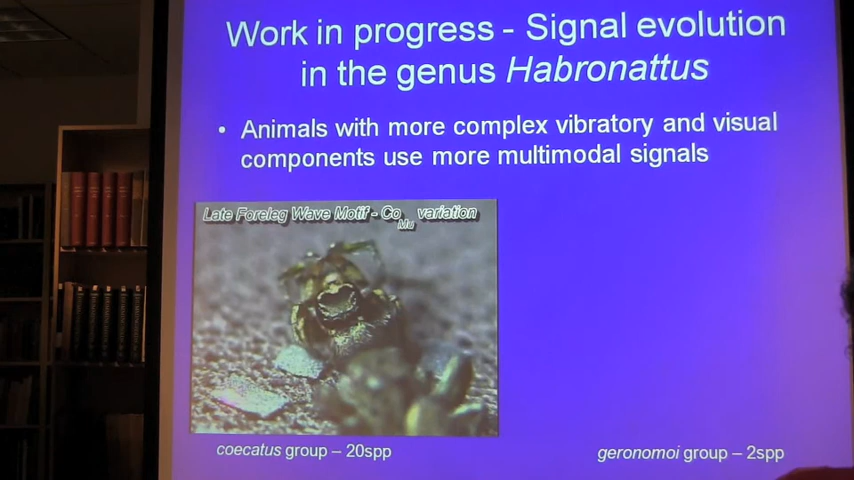 Work in progress - Signal evolution
in the genus Habronattus
• Animals with more complex vibratory and visual
components use more multimodal signals
Late Foreleg Wave Motif - Co Mu variation
coecatus group – 20spp
geronomoi group – 2spp